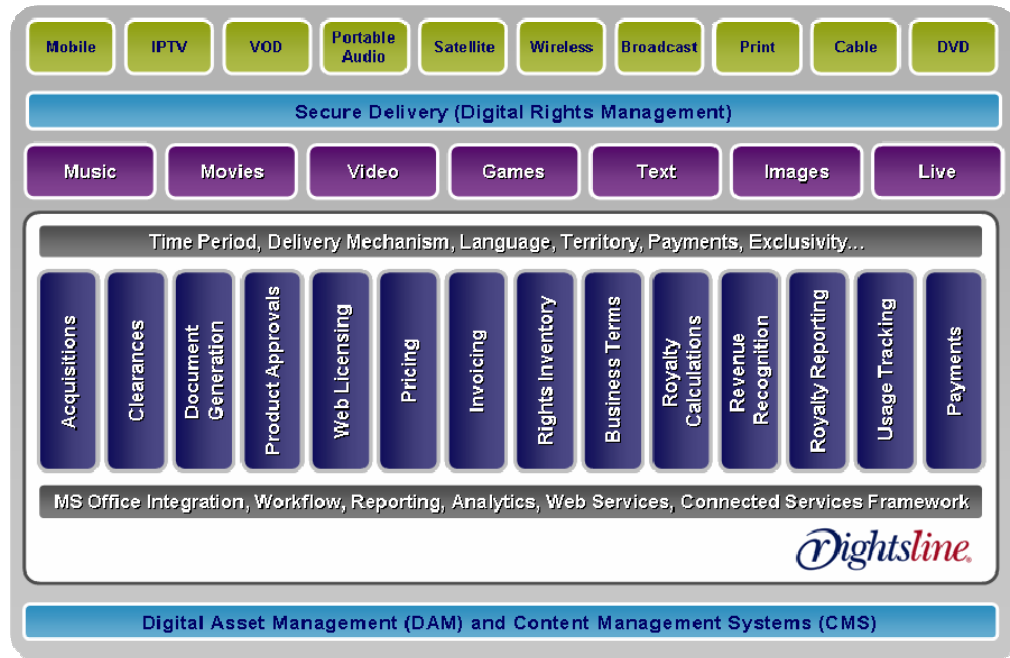 Mobile
IPTV
VOD
Portable
Audio
Satellite
Wireless
Broadcast
Print
Cable
DVD
Secure Delivery (Digital Rights Management)
Music
Movies
Video
Games
Text
Images
Live
Time Period, Delivery Mechanism, Language, Territory, Payments, Exclusivity...
Acquisitions
Clearances
Document
Generation
Product Approvals
Web Licensing
Pricing
Invoicing
Rights Inventory
Business Terms
Royalty
Calculations
Revenue
Recognition
Royalty Reporting
Usage Tracking
Payments
MS Office Integration, Workflow, Reporting, Analytics, Web Services, Connected Services Framework
rightsline®
Digital Asset Management (DAM) and Content Management Systems (CMS)